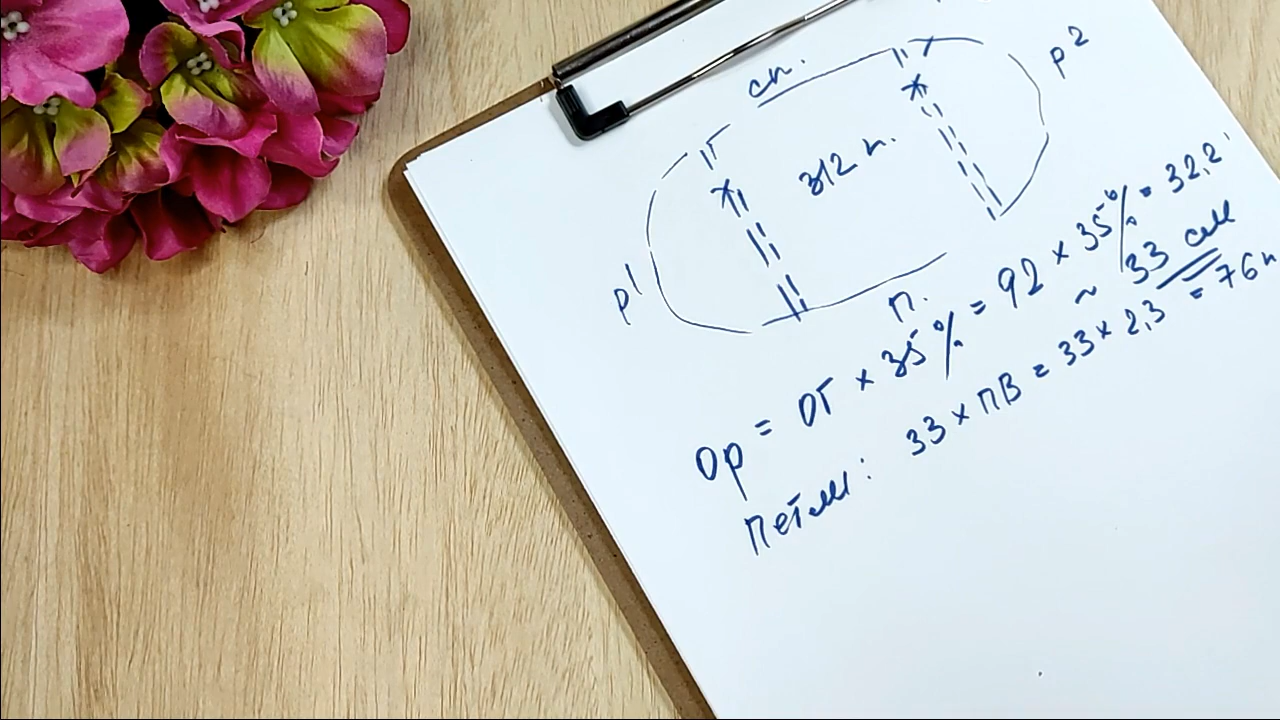 сп.
р²
312 п.
р¹
п.
Ор = ОГ × 35% = 92 × 35% = 32,2
~ 33 см
Петли: 33 × ПВ = 33 × 2,3 = 76 п